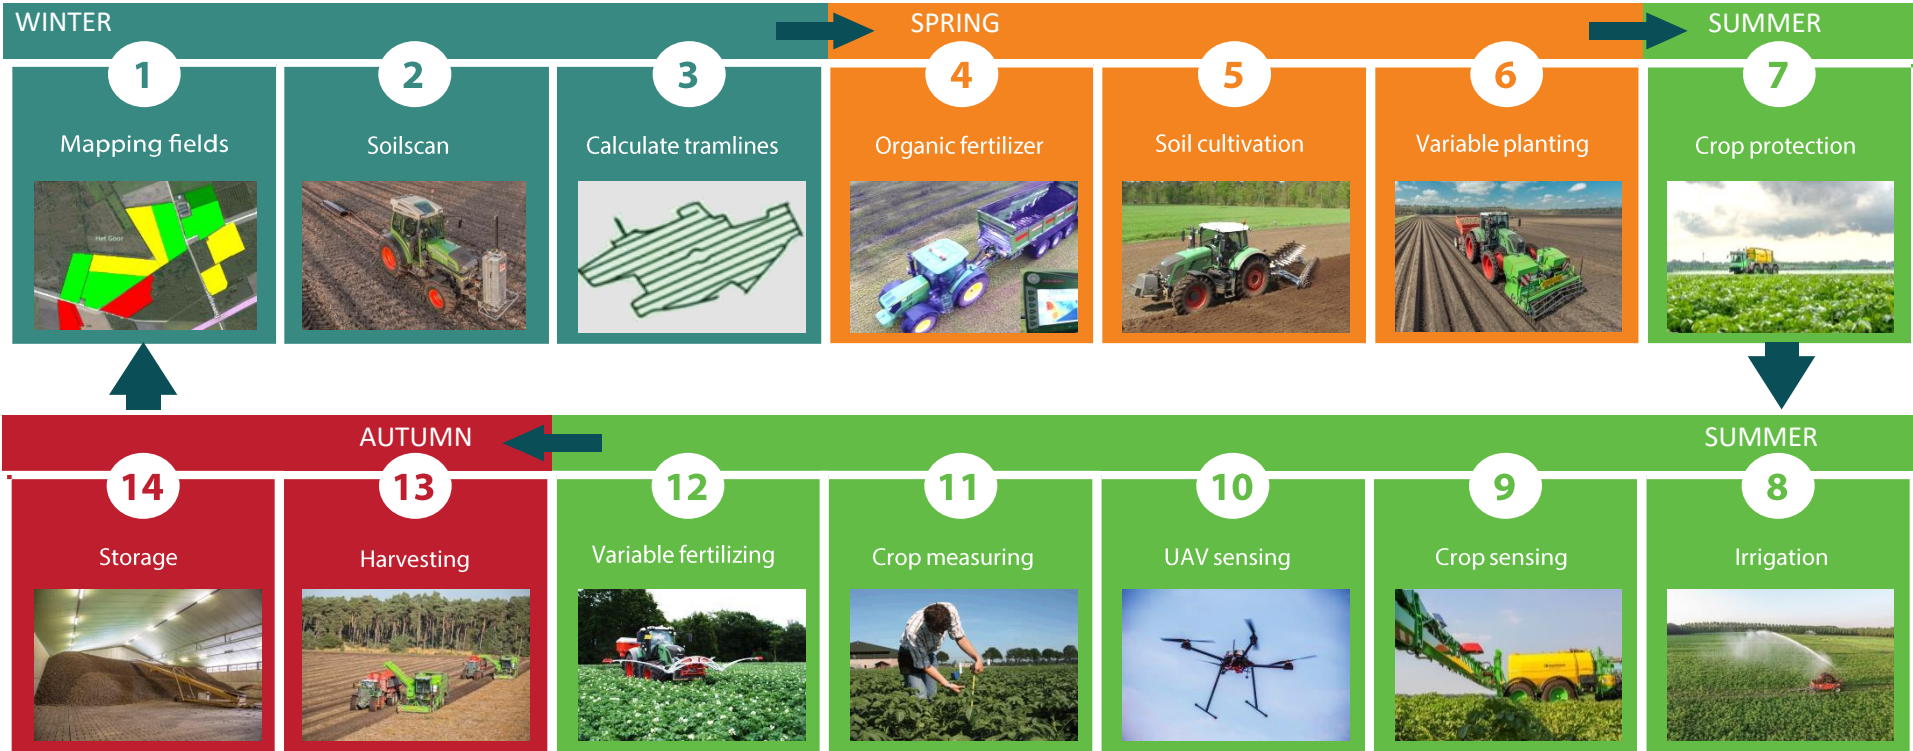 WINTER
SPRING
SUMMER
1
2
3
4
5
6
7
Mapping fields
Soilscan
Calculate tramlines
Organic fertilizer
Soil cultivation
Variable planting
Crop protection
Het Goor
AUTUMN
SUMMER
14
13
12
11
10
9
8
Storage
Harvesting
Variable fertilizing
Crop measuring
UAV sensing
Crop sensing
Irrigation